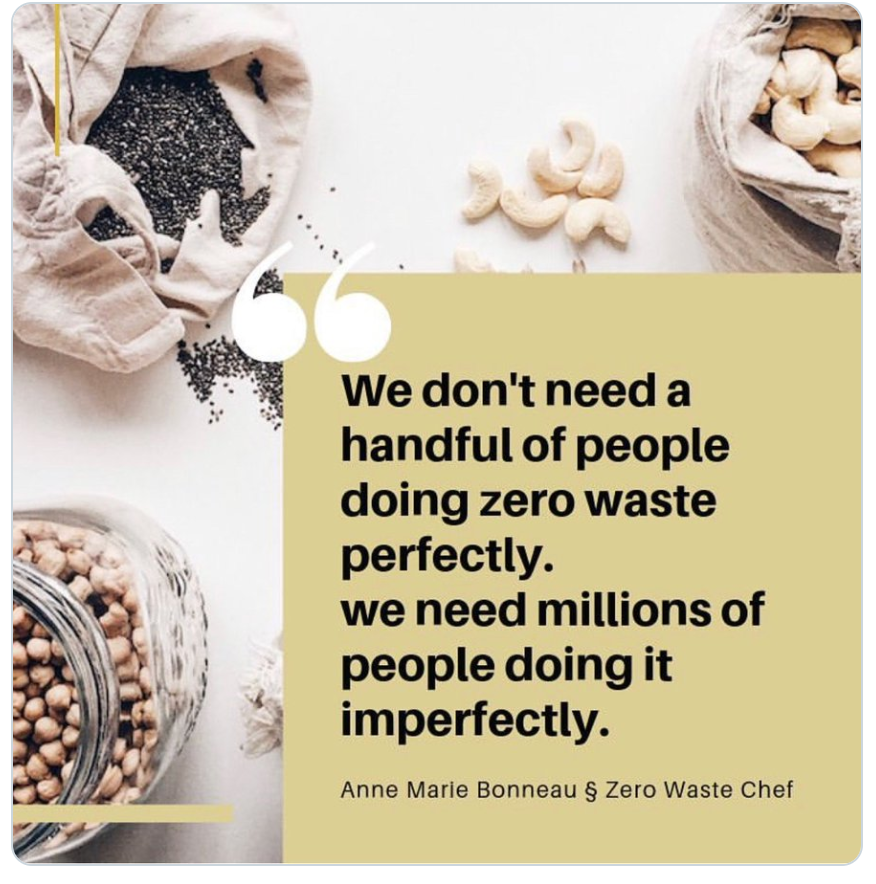 We don't need a
handful of people
doing zero waste
perfectly.
we need millions of
people doing it
imperfectly.
Anne Marie Bonneau § Zero Waste Chef